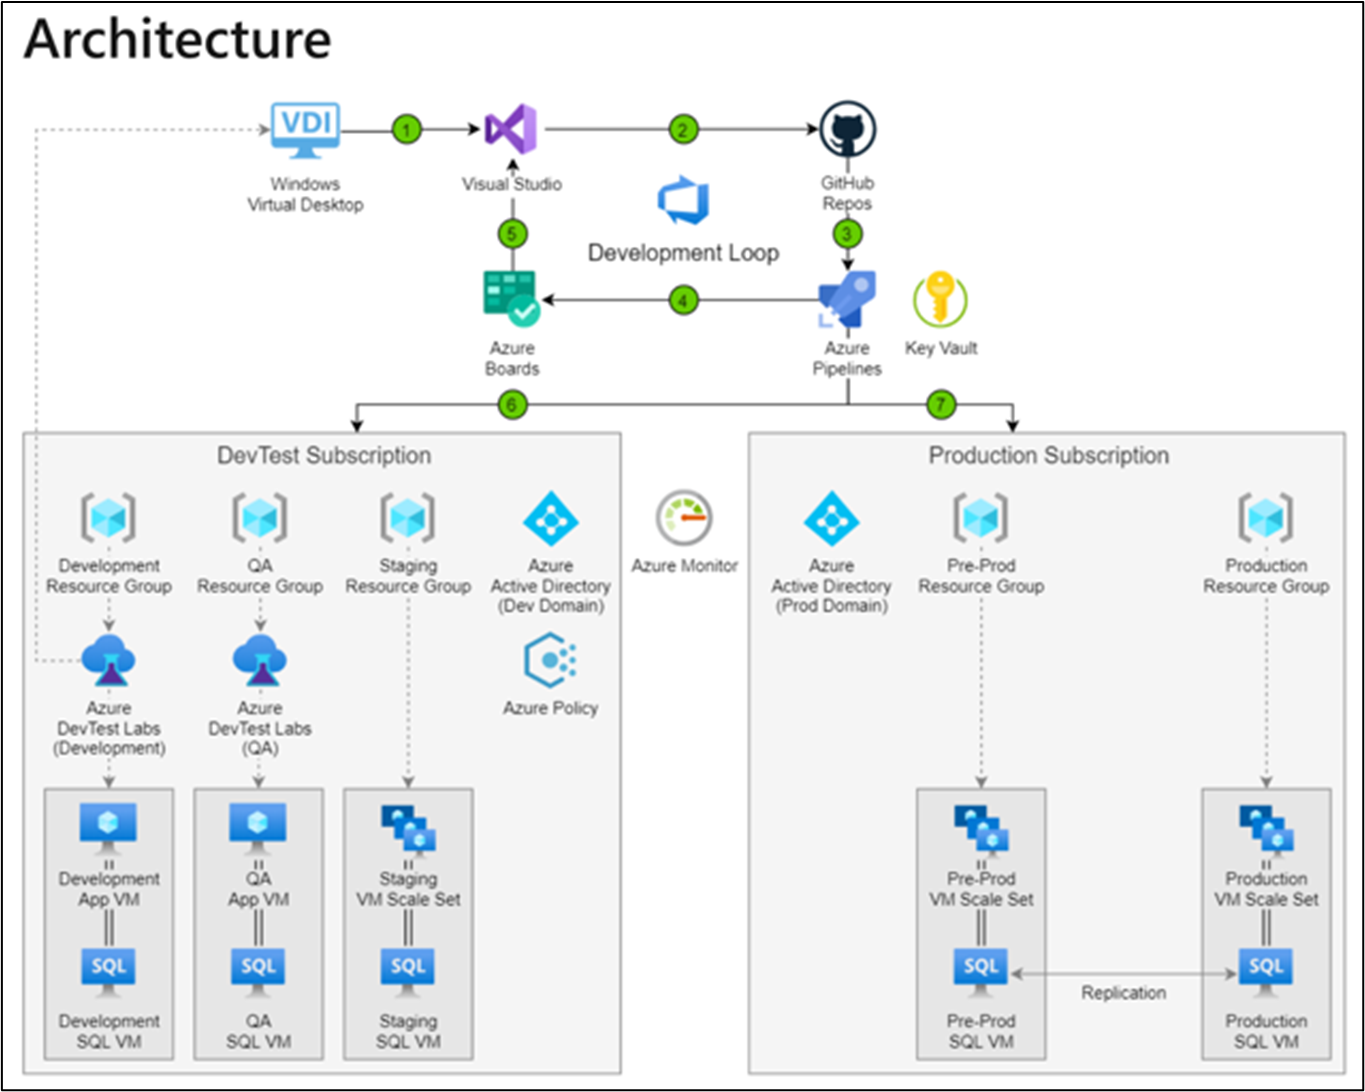 Architecture
VDI
1
2
Windows
Virtual Desktop
Visual Studio
GitHub
Repos
5
Development Loop
3
4
Azure
Boards
Azure
Pipelines
Key Vault
6
7
DevTest Subscription
Development
Resource Group
QA
Resource Group
Staging
Resource Group
Azure
Active Directory
(Dev Domain)
Azure
DevTest Labs
(Development)
Azure
DevTest Labs
(QA)
Azure Policy
Development
App VM
QA
App VM
Staging
VM Scale Set
SQL
SQL
SQL
Development
SQL VM
QA
SQL VM
Staging
SQL VM
Azure Monitor
Production Subscription
Azure
Active Directory
(Prod Domain)
Pre-Prod
Resource Group
Production
Resource Group
Pre-Prod
VM Scale Set
Production
VM Scale Set
SQL
SQL
Replication
Pre-Prod
SQL VM
Production
SQL VM